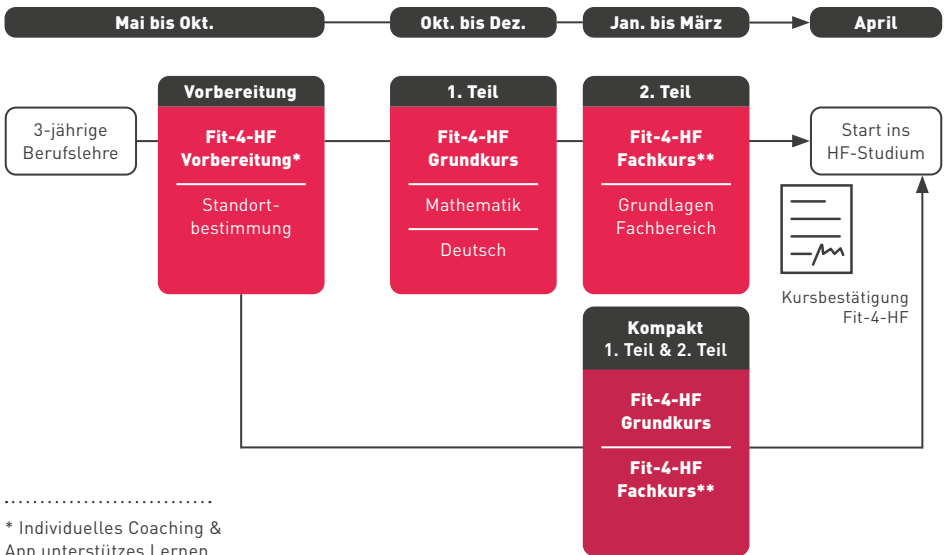 Mai bis Okt.
Okt. bis Dez.
Jan. bis März
April
3-jährige
Berufslehre
Vorbereitung
Fit-4-HF
Vorbereitung*
Standort-
bestimmung
1. Teil
Fit-4-HF
Grundkurs
Mathematik
Deutsch
2. Teil
Fit-4-HF
Fachkurs**
Grundlagen
Fachbereich
Start ins
HF-Studium
Kursbestätigung
Fit-4-HF
Kompakt
1. Teil & 2. Teil
Fit-4-HF
Grundkurs
Fit-4-HF
Fachkurs**
* Individuelles Coaching &
App unterstützes Lernen